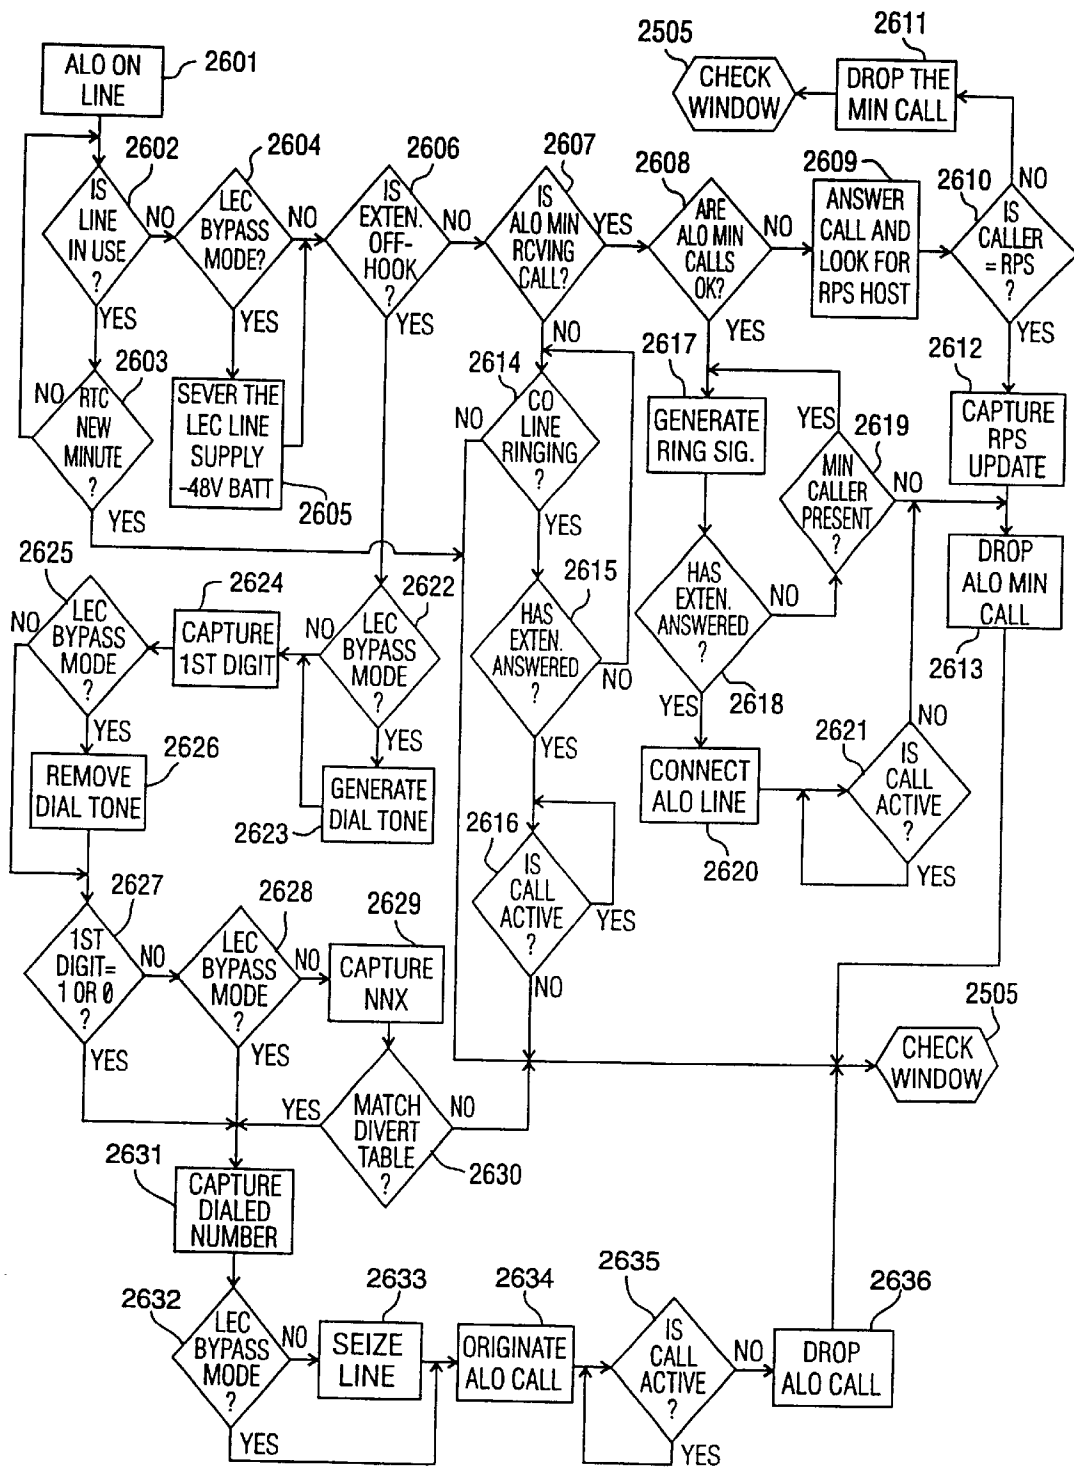 2601
ALO ON
LINE
2505
CHECK
WINDOW
2611
DROP THE
MIN CALL
2602
IS
LINE
IN USE
?
NO
YES
2604
LEC
BYPASS
MODE?
NO
YES
2606
IS
EXTEN.
OFF-
HOOK
?
NO
YES
2607
IS
ALO MIN
RCVING
CALL?
YES
NO
2608
ARE
ALO MIN
CALLS
OK?
NO
YES
2609
ANSWER
CALL AND
LOOK FOR
RPS HOST
2610
IS
CALLER
= RPS
?
NO
YES
2603
RTC
NEW
MINUTE
?
NO
YES
SEVER THE
LEC LINE
SUPPLY
-48V BATT
2605
2614
CO
LINE
RINGING
?
NO
YES
2617
GENERATE
RING SIG.
2619
MIN
CALLER
PRESENT
?
YES
NO
2612
CAPTURE
RPS
UPDATE
2625
LEC
BYPASS
MODE
?
NO
YES
2624
CAPTURE
1ST DIGIT
2622
LEC
BYPASS
MODE
?
NO
YES
2615
HAS
EXTEN.
ANSWERED
?
NO
YES
HAS
EXTEN.
ANSWERED
?
2618
NO
YES
DROP
ALO MIN
CALL
2613
2626
REMOVE
DIAL TONE
GENERATE
DIAL TONE
2623
2616
IS
CALL
ACTIVE
?
YES
NO
CONNECT
ALO LINE
2620
2621
IS
CALL
ACTIVE
?
NO
YES
2627
1ST
DIGIT=
1 OR 0
?
NO
YES
2628
LEC
BYPASS
MODE
?
NO
YES
2629
CAPTURE
NNX
2505
CHECK
WINDOW
MATCH
DIVERT
TABLE
?
2630
YES
NO
2631
CAPTURE
DIALED
NUMBER
2632
LEC
BYPASS
MODE
?
NO
YES
2633
SEIZE
LINE
2634
ORIGINATE
ALO CALL
2635
IS
CALL
ACTIVE
?
NO
YES
2636
DROP
ALO CALL